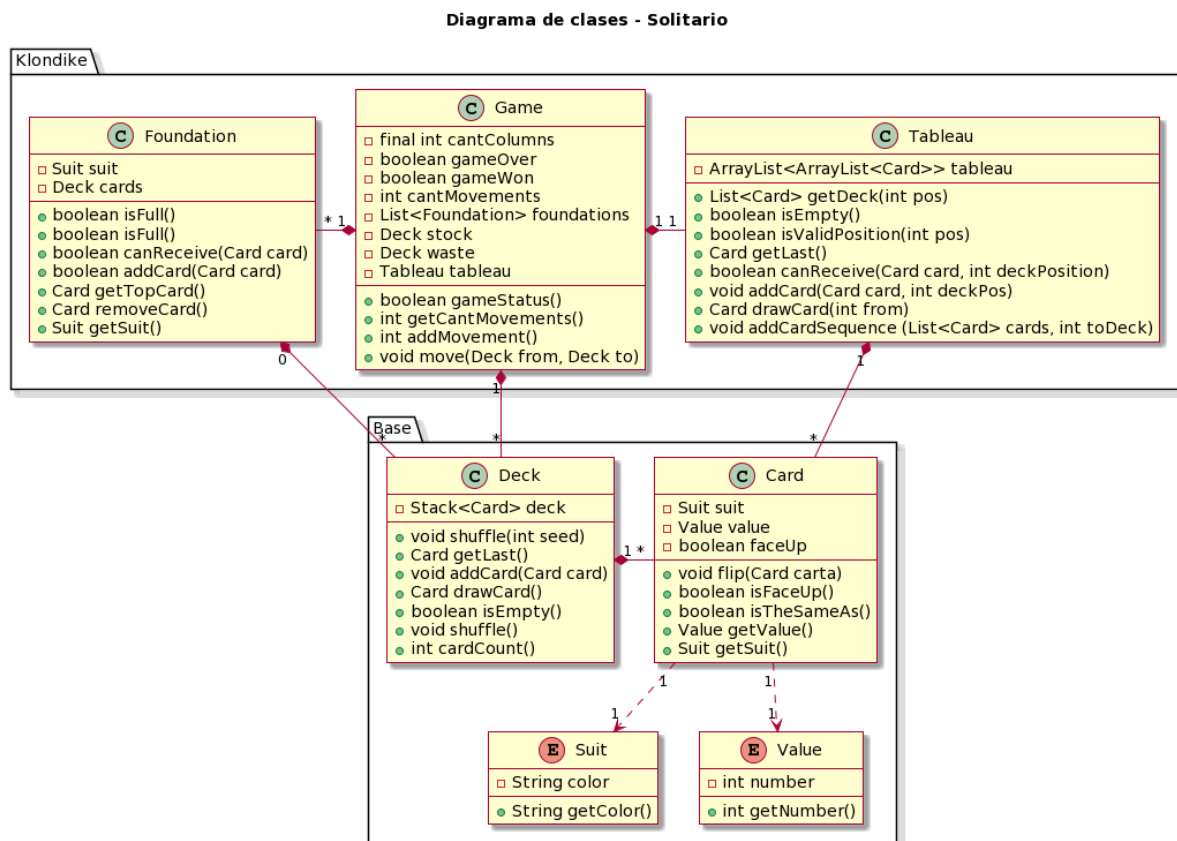 Diagrama de clases - Solitario
Klondike
C Foundation
Suit suit
Deck cards
boolean isFull()
boolean isFull()
boolean canReceive(Card card)
boolean addCard(Card card)
Card getTopCard()
Card removeCard()
Suit getSuit()
* 1
C Game
final int cantColumns
boolean gameOver
boolean gameWon
int cantMovements
List<Foundation> foundations
Deck stock
Deck waste
Tableau tableau
boolean gameStatus()
int getCantMovements()
int addMovement()
void move(Deck from, Deck to)
1 1
C Tableau
ArrayList<ArrayList<Card>> tableau
List<Card> getDeck(int pos)
boolean isEmpty()
boolean isValidPosition(int pos)
Card getLast()
boolean canReceive(Card card, int deckPosition)
void addCard(Card card, int deckPos)
Card drawCard(int from)
void addCardSequence (List<Card> cards, int toDeck)
0
1
1
Base
*
*
*
C Deck
Stack<Card> deck
void shuffle(int seed)
Card getLast()
void addCard(Card card)
Card drawCard()
boolean isEmpty()
void shuffle()
int cardCount()
1 *
C Card
Suit suit
Value value
boolean faceUp
void flip(Card carta)
boolean isFaceUp()
boolean isTheSameAs()
Value getValue()
Suit getSuit()
1
1
1
1
E Suit
String color
String getColor()
E Value
int number
int getNumber()